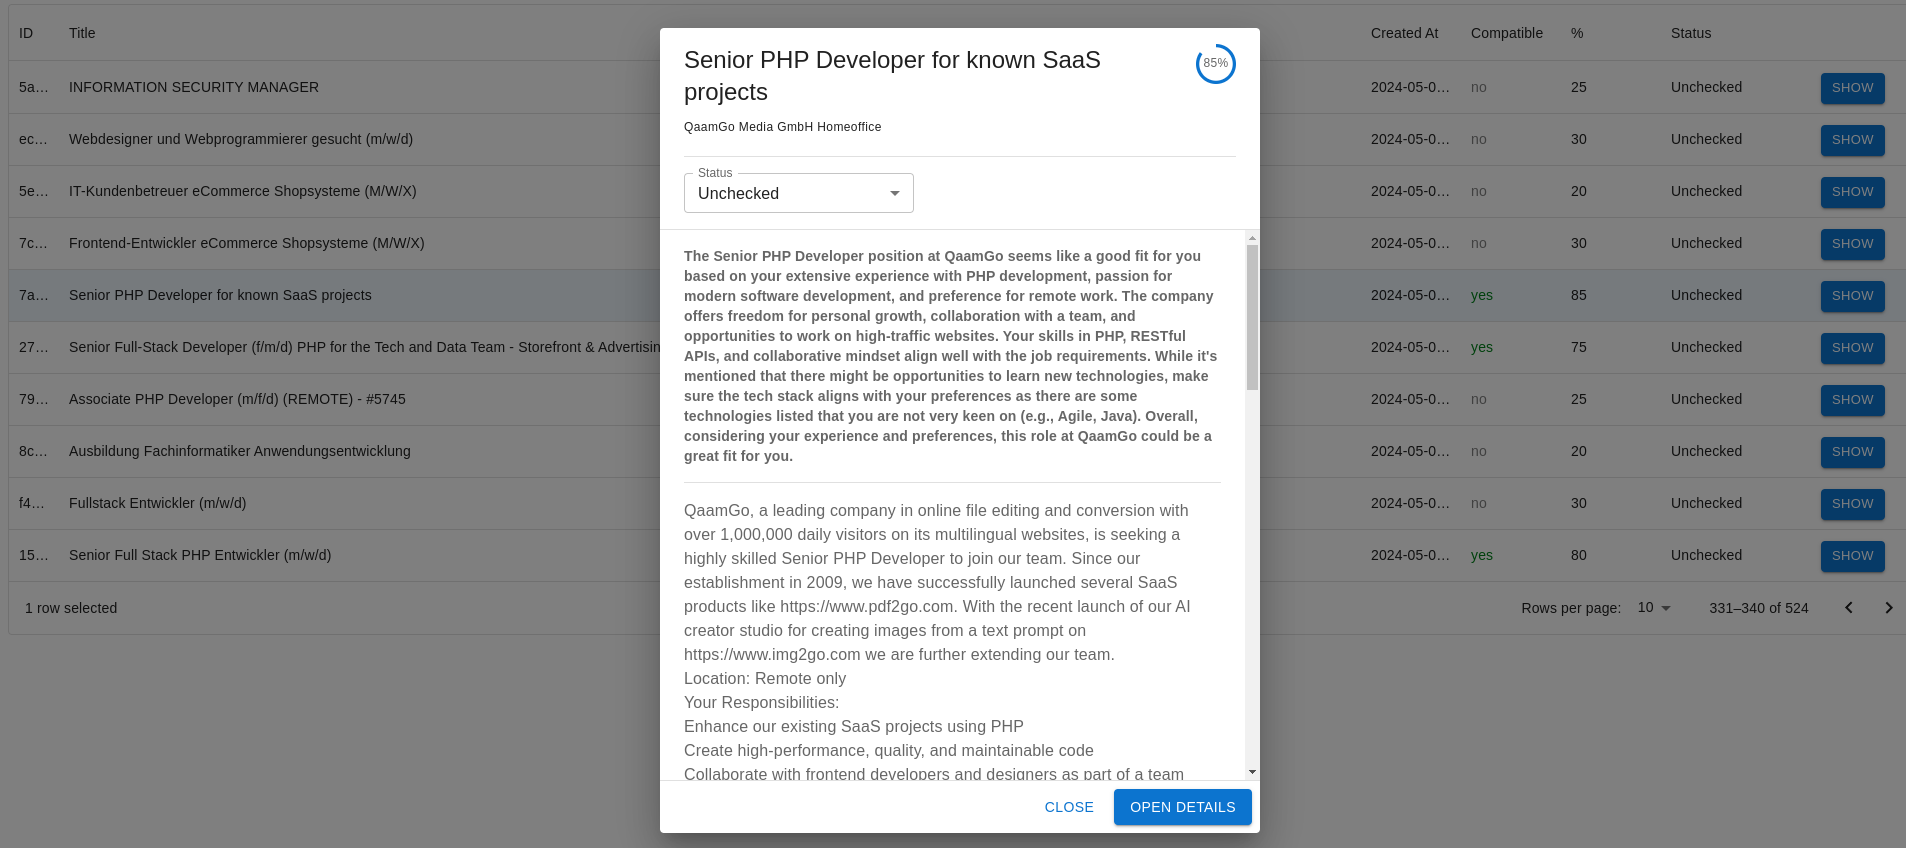 ID Title Created At Compatible % Status
5a… INFORMATION SECURITY MANAGER 2024-05-0… no 25 Unchecked SHOW
ec… Webdesigner und Webprogrammierer gesucht (m/w/d) 2024-05-0… no 30 Unchecked SHOW
5e… IT-Kundenbetreuer eCommerce Shopsysteme (M/W/X) 2024-05-0… no 20 Unchecked SHOW
7c… Frontend-Entwickler eCommerce Shopsysteme (M/W/X) 2024-05-0… no 30 Unchecked SHOW
7a… Senior PHP Developer for known SaaS projects 2024-05-0… yes 85 Unchecked SHOW
27… Senior Full-Stack Developer (f/m/d) PHP for the Tech and Data Team - Storefront & Advertisin 2024-05-0… yes 75 Unchecked SHOW
79… Associate PHP Developer (m/f/d) (REMOTE) - #5745 2024-05-0… no 25 Unchecked SHOW
8c… Ausbildung Fachinformatiker Anwendungsentwicklung 2024-05-0… no 20 Unchecked SHOW
f4… Fullstack Entwickler (m/w/d) 2024-05-0… no 30 Unchecked SHOW
15… Senior Full Stack PHP Entwickler (m/w/d) 2024-05-0… yes 80 Unchecked SHOW
1 row selected Rows per page: 10 331–340 of 524
Senior PHP Developer for known SaaS
projects
85%
QaamGo Media GmbH Homeoffice
Status
Unchecked
The Senior PHP Developer position at QaamGo seems like a good fit for you
based on your extensive experience with PHP development, passion for
modern software development, and preference for remote work. The company
offers freedom for personal growth, collaboration with a team, and
opportunities to work on high-traffic websites. Your skills in PHP, RESTful
APIs, and collaborative mindset align well with the job requirements. While it's
mentioned that there might be opportunities to learn new technologies, make
sure the tech stack aligns with your preferences as there are some
technologies listed that you are not very keen on (e.g., Agile, Java). Overall,
considering your experience and preferences, this role at QaamGo could be a
great fit for you.
QaamGo, a leading company in online file editing and conversion with
over 1,000,000 daily visitors on its multilingual websites, is seeking a
highly skilled Senior PHP Developer to join our team. Since our
establishment in 2009, we have successfully launched several SaaS
products like https://www.pdf2go.com. With the recent launch of our AI
creator studio for creating images from a text prompt on
https://www.img2go.com we are further extending our team.
Location: Remote only
Your Responsibilities:
Enhance our existing SaaS projects using PHP
Create high-performance, quality, and maintainable code
Collaborate with frontend developers and designers as part of a team
CLOSE OPEN DETAILS